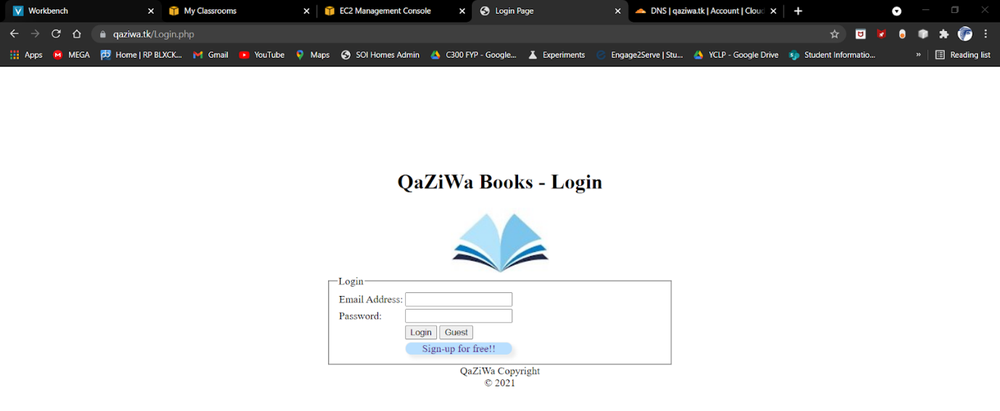 Workbench
My Classrooms
EC2 Management Console
Login Page
DNS | qaziwa.tk | Account | Cloud
qaziwa.tk/Login.php
Apps
MEGA
Home | RP BLXCK...
Gmail
YouTube
Maps
SOI Homes Admin
C300 FYP - Google...
Experiments
Engage2Serve | Stu...
YCLP - Google Drive
Student Informatio...
»
Reading list
QaZiWa Books - Login
Login
Email Address:
Password:
Login Guest
Sign-up for free!!
QaZiWa Copyright
© 2021